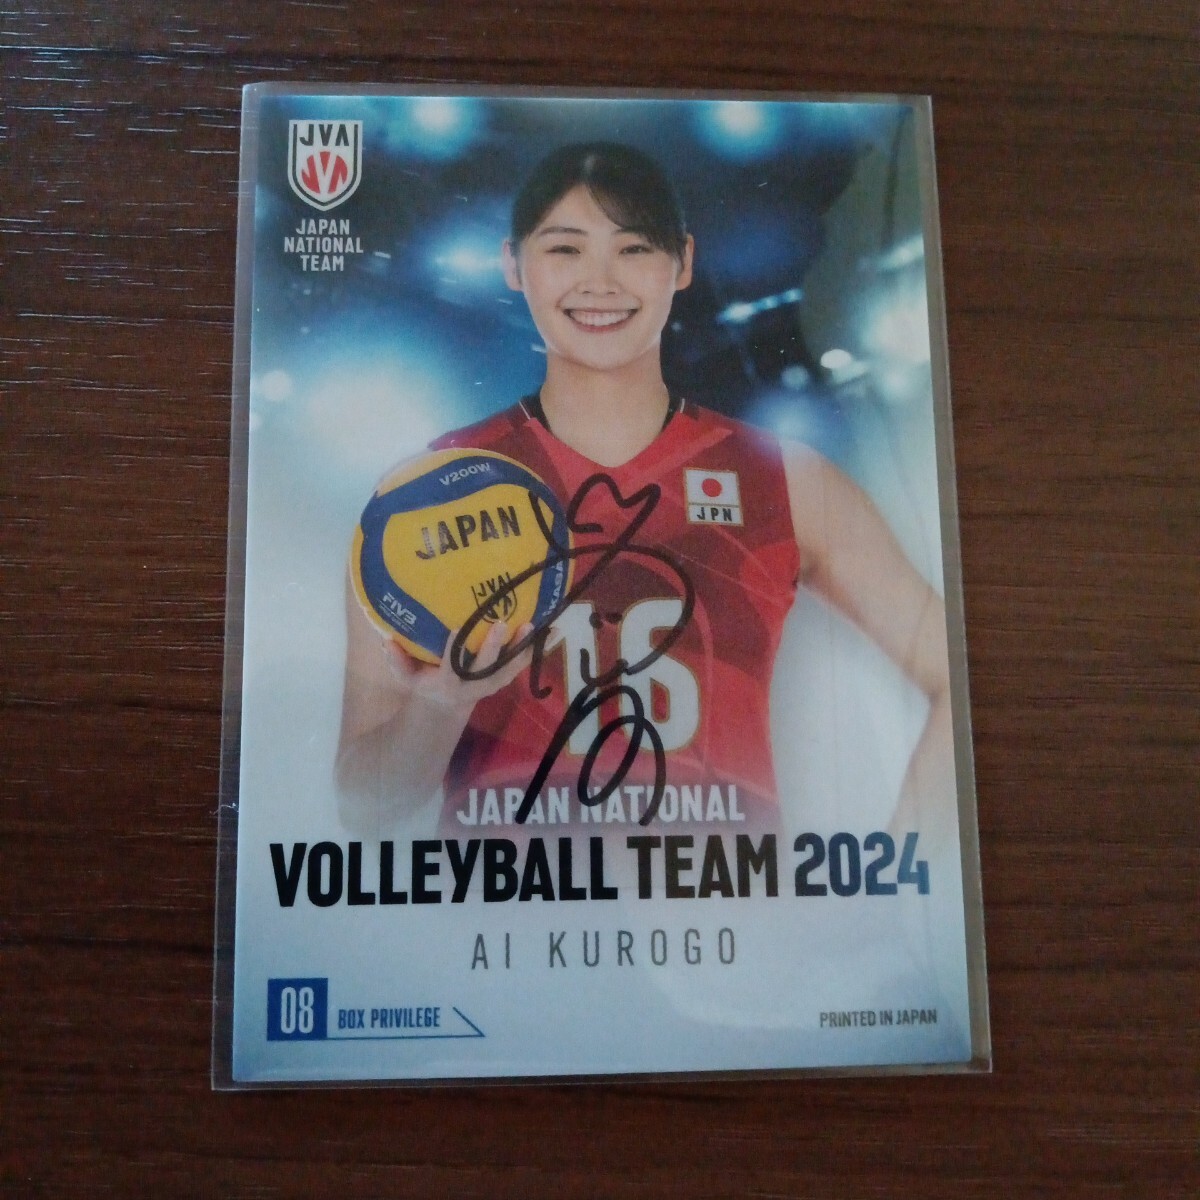 JVA
JAPAN
NATIONAL
TEAM
V200W
JAPAN
JVA
FIVB
JPN
16
JAPAN NATIONAL
VOLLEYBALL TEAM 2024
AI KUROGO
08 BOX PRIVILEGE
PRINTED IN JAPAN